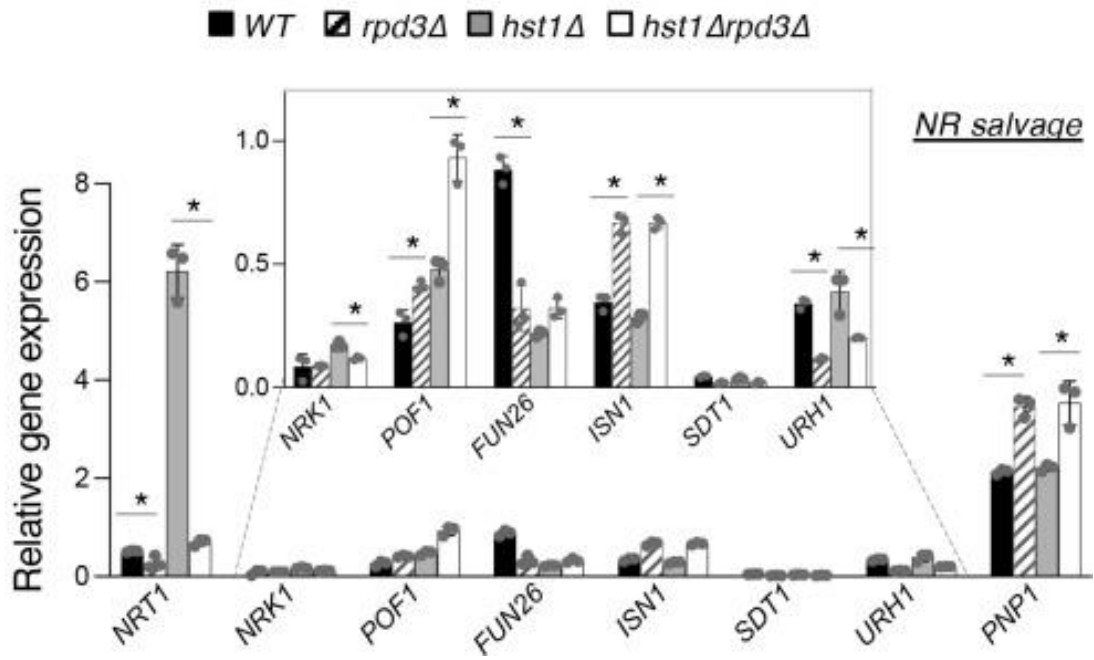 WT rpd3Δ hst1Δ hst1Δrpd3Δ
NR salvage
Relative gene expression
8
6
4
2
0
1.0
0.5
0.0
* * * * * * * * * * * *
NRK1 POF1 FUN26 ISN1 SDT1 URH1
NRT1 NRK1 POF1 FUN26 ISN1 SDT1 URH1 PNP1